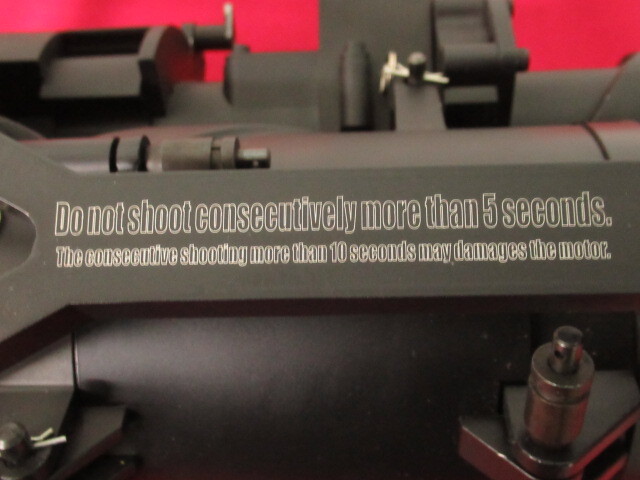 Do not shoot consecutively more than 5 seconds.
The consecutive shooting more than 10 seconds may damages the motor.